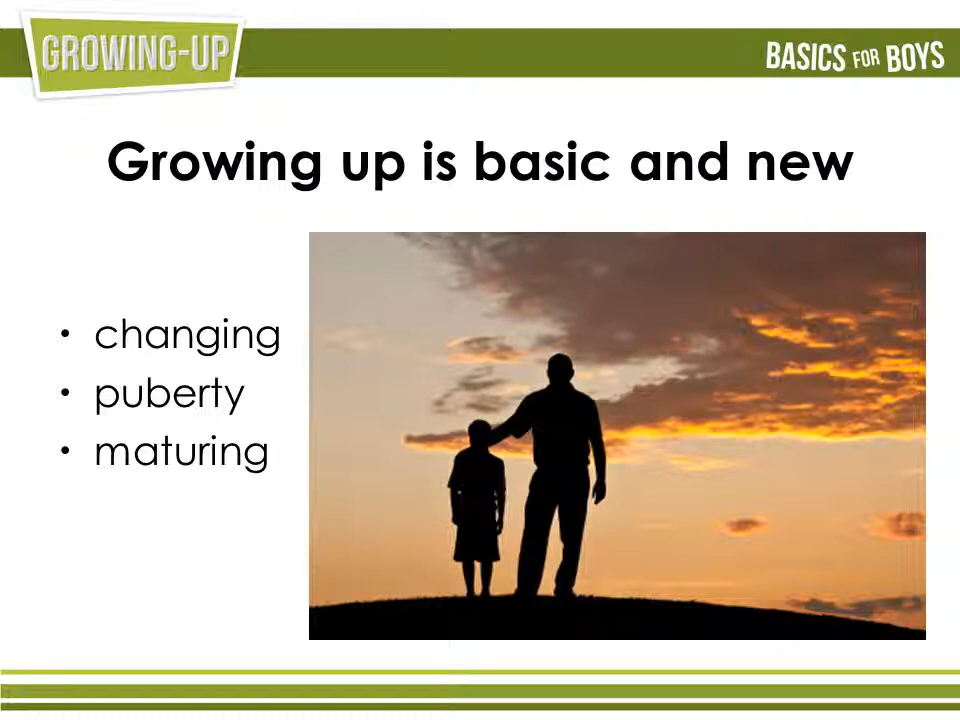 GROWING-UP
BASICS FOR BOYS
Growing up is basic and new
• changing
• puberty
• maturing